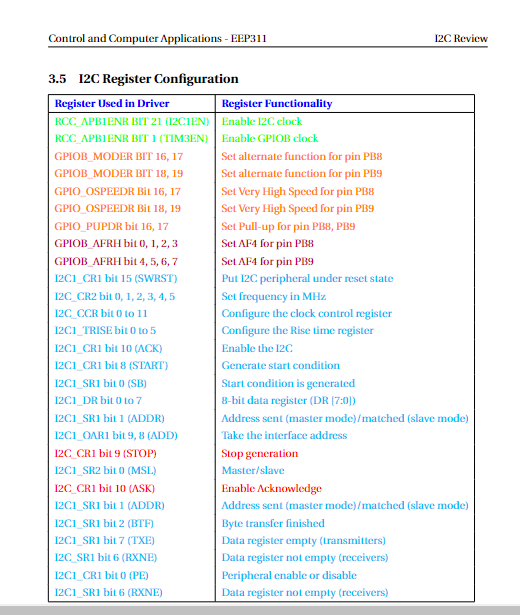 Control and Computer Applications - EEP311 I2C Review
3.5 I2C Register Configuration
Register Used in Driver Register Functionality
RCC_APB1ENR BIT 21 (I2C1EN) Enable I2C clock
RCC_APB1ENR BIT 1 (TIM3EN) Enable GPIOB clock
GPIOB_MODER BIT 16, 17 Set alternate function for pin PB8
GPIOB_MODER BIT 18, 19 Set alternate function for pin PB9
GPIO_OSPEEDR Bit 16, 17 Set Very High Speed for pin PB8
GPIO_OSPEEDR Bit 18, 19 Set Very High Speed for pin PB9
GPIO_PUPDR bit 16, 17 Set Pull-up for pin PB8, PB9
GPIOB_AFRH bit 0, 1, 2, 3 Set AF4 for pin PB8
GPIOB_AFRH bit 4, 5, 6, 7 Set AF4 for pin PB9
I2C1_CR1 bit 15 (SWRST) Put I2C peripheral under reset state
I2C_CR2 bit 0, 1, 2, 3, 4, 5 Set frequency in MHz
I2C_CCR bit 0 to 11 Configure the clock control register
I2C1_TRISE bit 0 to 5 Configure the Rise time register
I2C1_CR1 bit 10 (ACK) Enable the I2C
I2C1_CR1 bit 8 (START) Generate start condition
I2C1_SR1 bit 0 (SB) Start condition is generated
I2C1_DR bit 0 to 7 8-bit data register (DR [7:0])
I2C1_SR1 bit 1 (ADDR) Address sent (master mode)/matched (slave mode)
I2C1_OAR1 bit 9, 8 (ADD) Take the interface address
I2C_CR1 bit 9 (STOP) Stop generation
I2C1_SR2 bit 0 (MSL) Master/slave
I2C_CR1 bit 10 (ASK) Enable Acknowledge
I2C1_SR1 bit 1 (ADDR) Address sent (master mode)/matched (slave mode)
I2C1_SR1 bit 2 (BTF) Byte transfer finished
I2C1_SR1 bit 7 (TXE) Data register empty (transmitters)
I2C_SR1 bit 6 (RXNE) Data register not empty (receivers)
I2C1_CR1 bit 0 (PE) Peripheral enable or disable
I2C1_SR1 bit 6 (RXNE) Data register not empty (receivers)